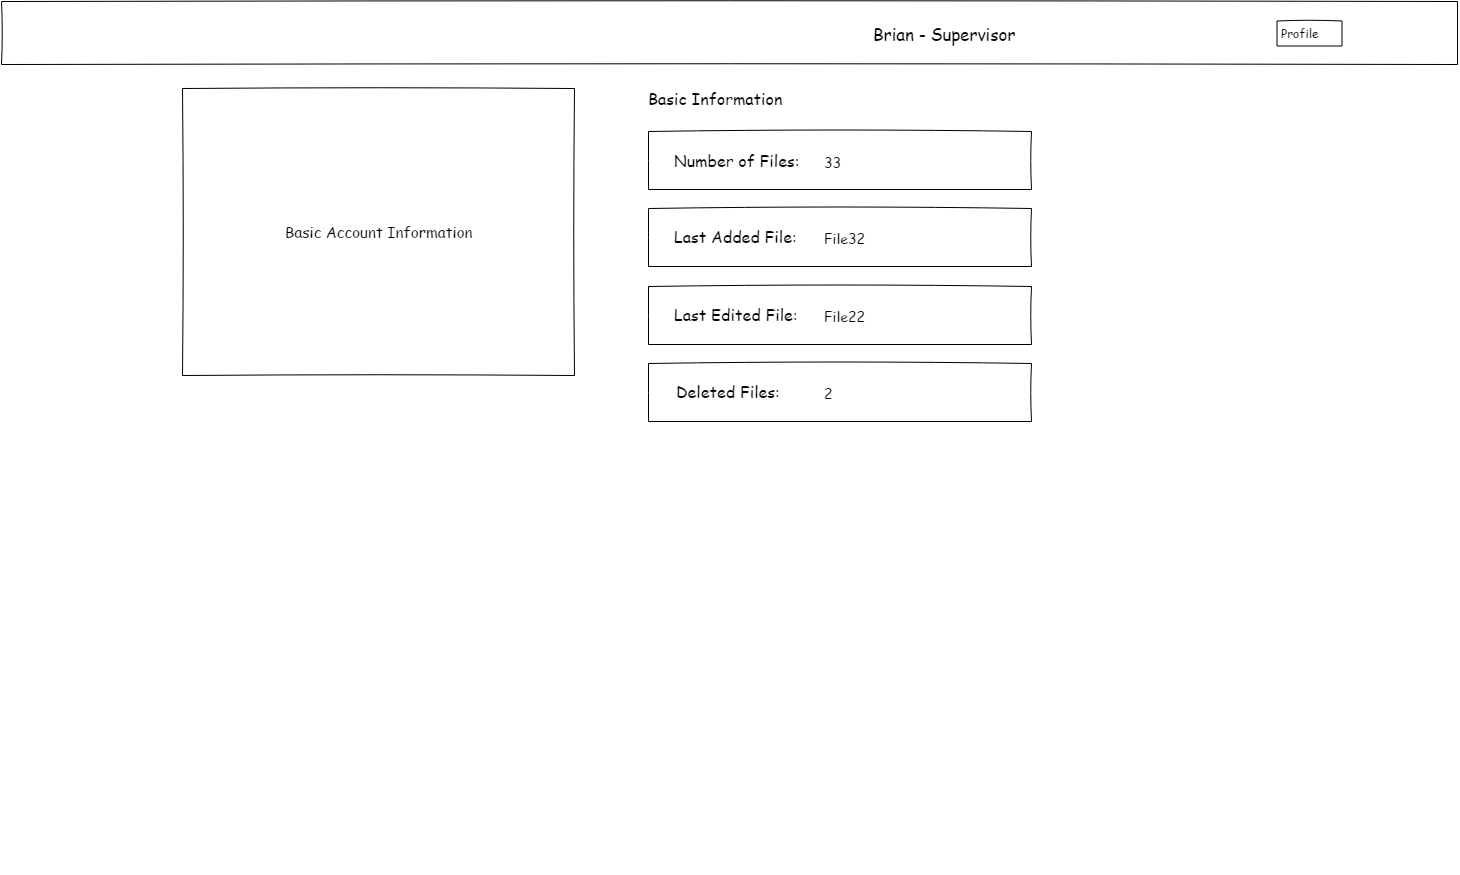 Brian - Supervisor
Profile
Basic Account Information
Basic Information
Number of Files: 33
Last Added File: File32
Last Edited File: File22
Deleted Files: 2